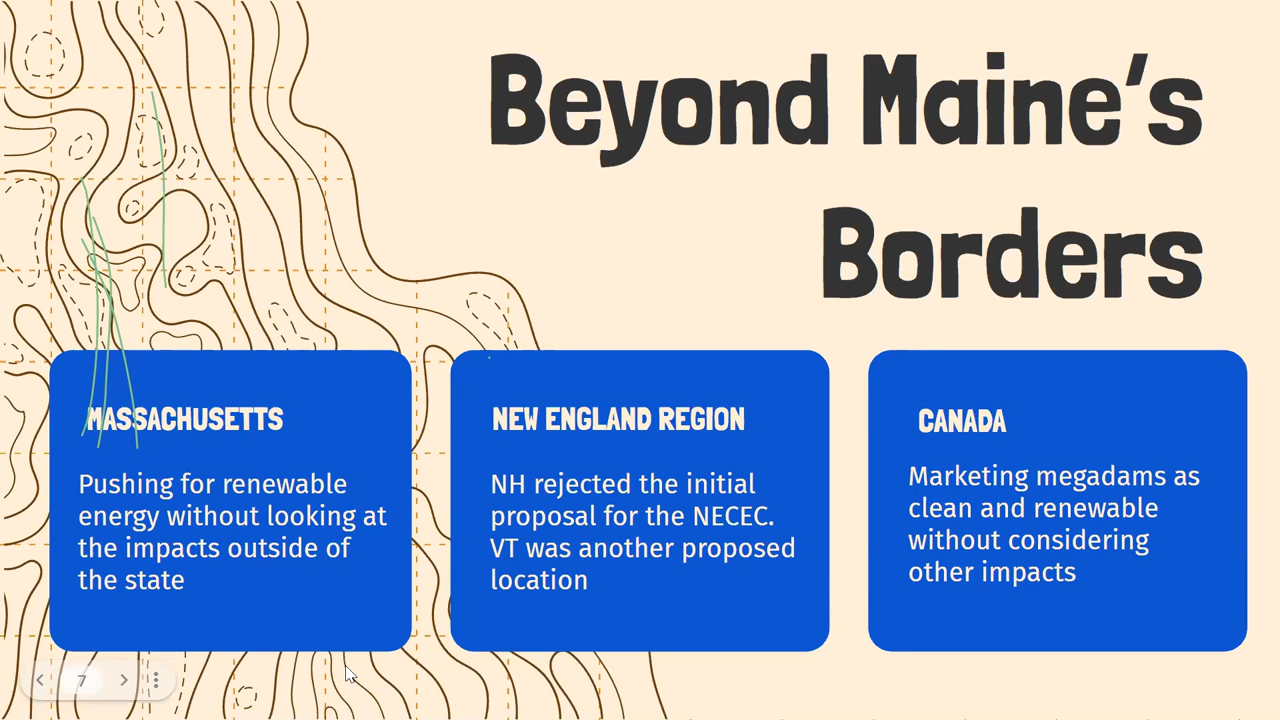 Beyond Maine's
Borders
MASSACHUSETTS
Pushing for renewable
energy without looking at
the impacts outside of
the state
NEW ENGLAND REGION
NH rejected the initial
proposal for the NECEC.
VT was another proposed
location
CANADA
Marketing megadams as
clean and renewable
without considering
other impacts
7